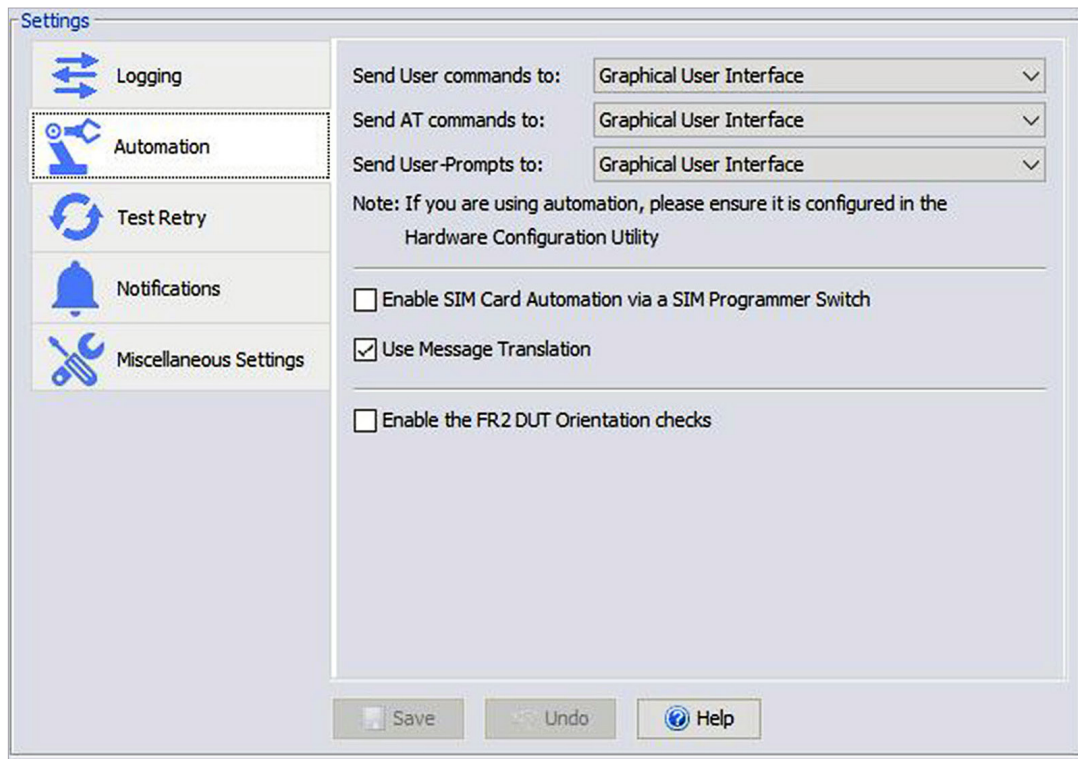 Settings
Logging
Automation
Test Retry
Notifications
Miscellaneous Settings
Send User commands to: Graphical User Interface
Send AT commands to: Graphical User Interface
Send User-Prompts to: Graphical User Interface
Note: If you are using automation, please ensure it is configured in the
Hardware Configuration Utility
Enable SIM Card Automation via a SIM Programmer Switch
Use Message Translation
Enable the FR2 DUT Orientation checks
Save Undo Help